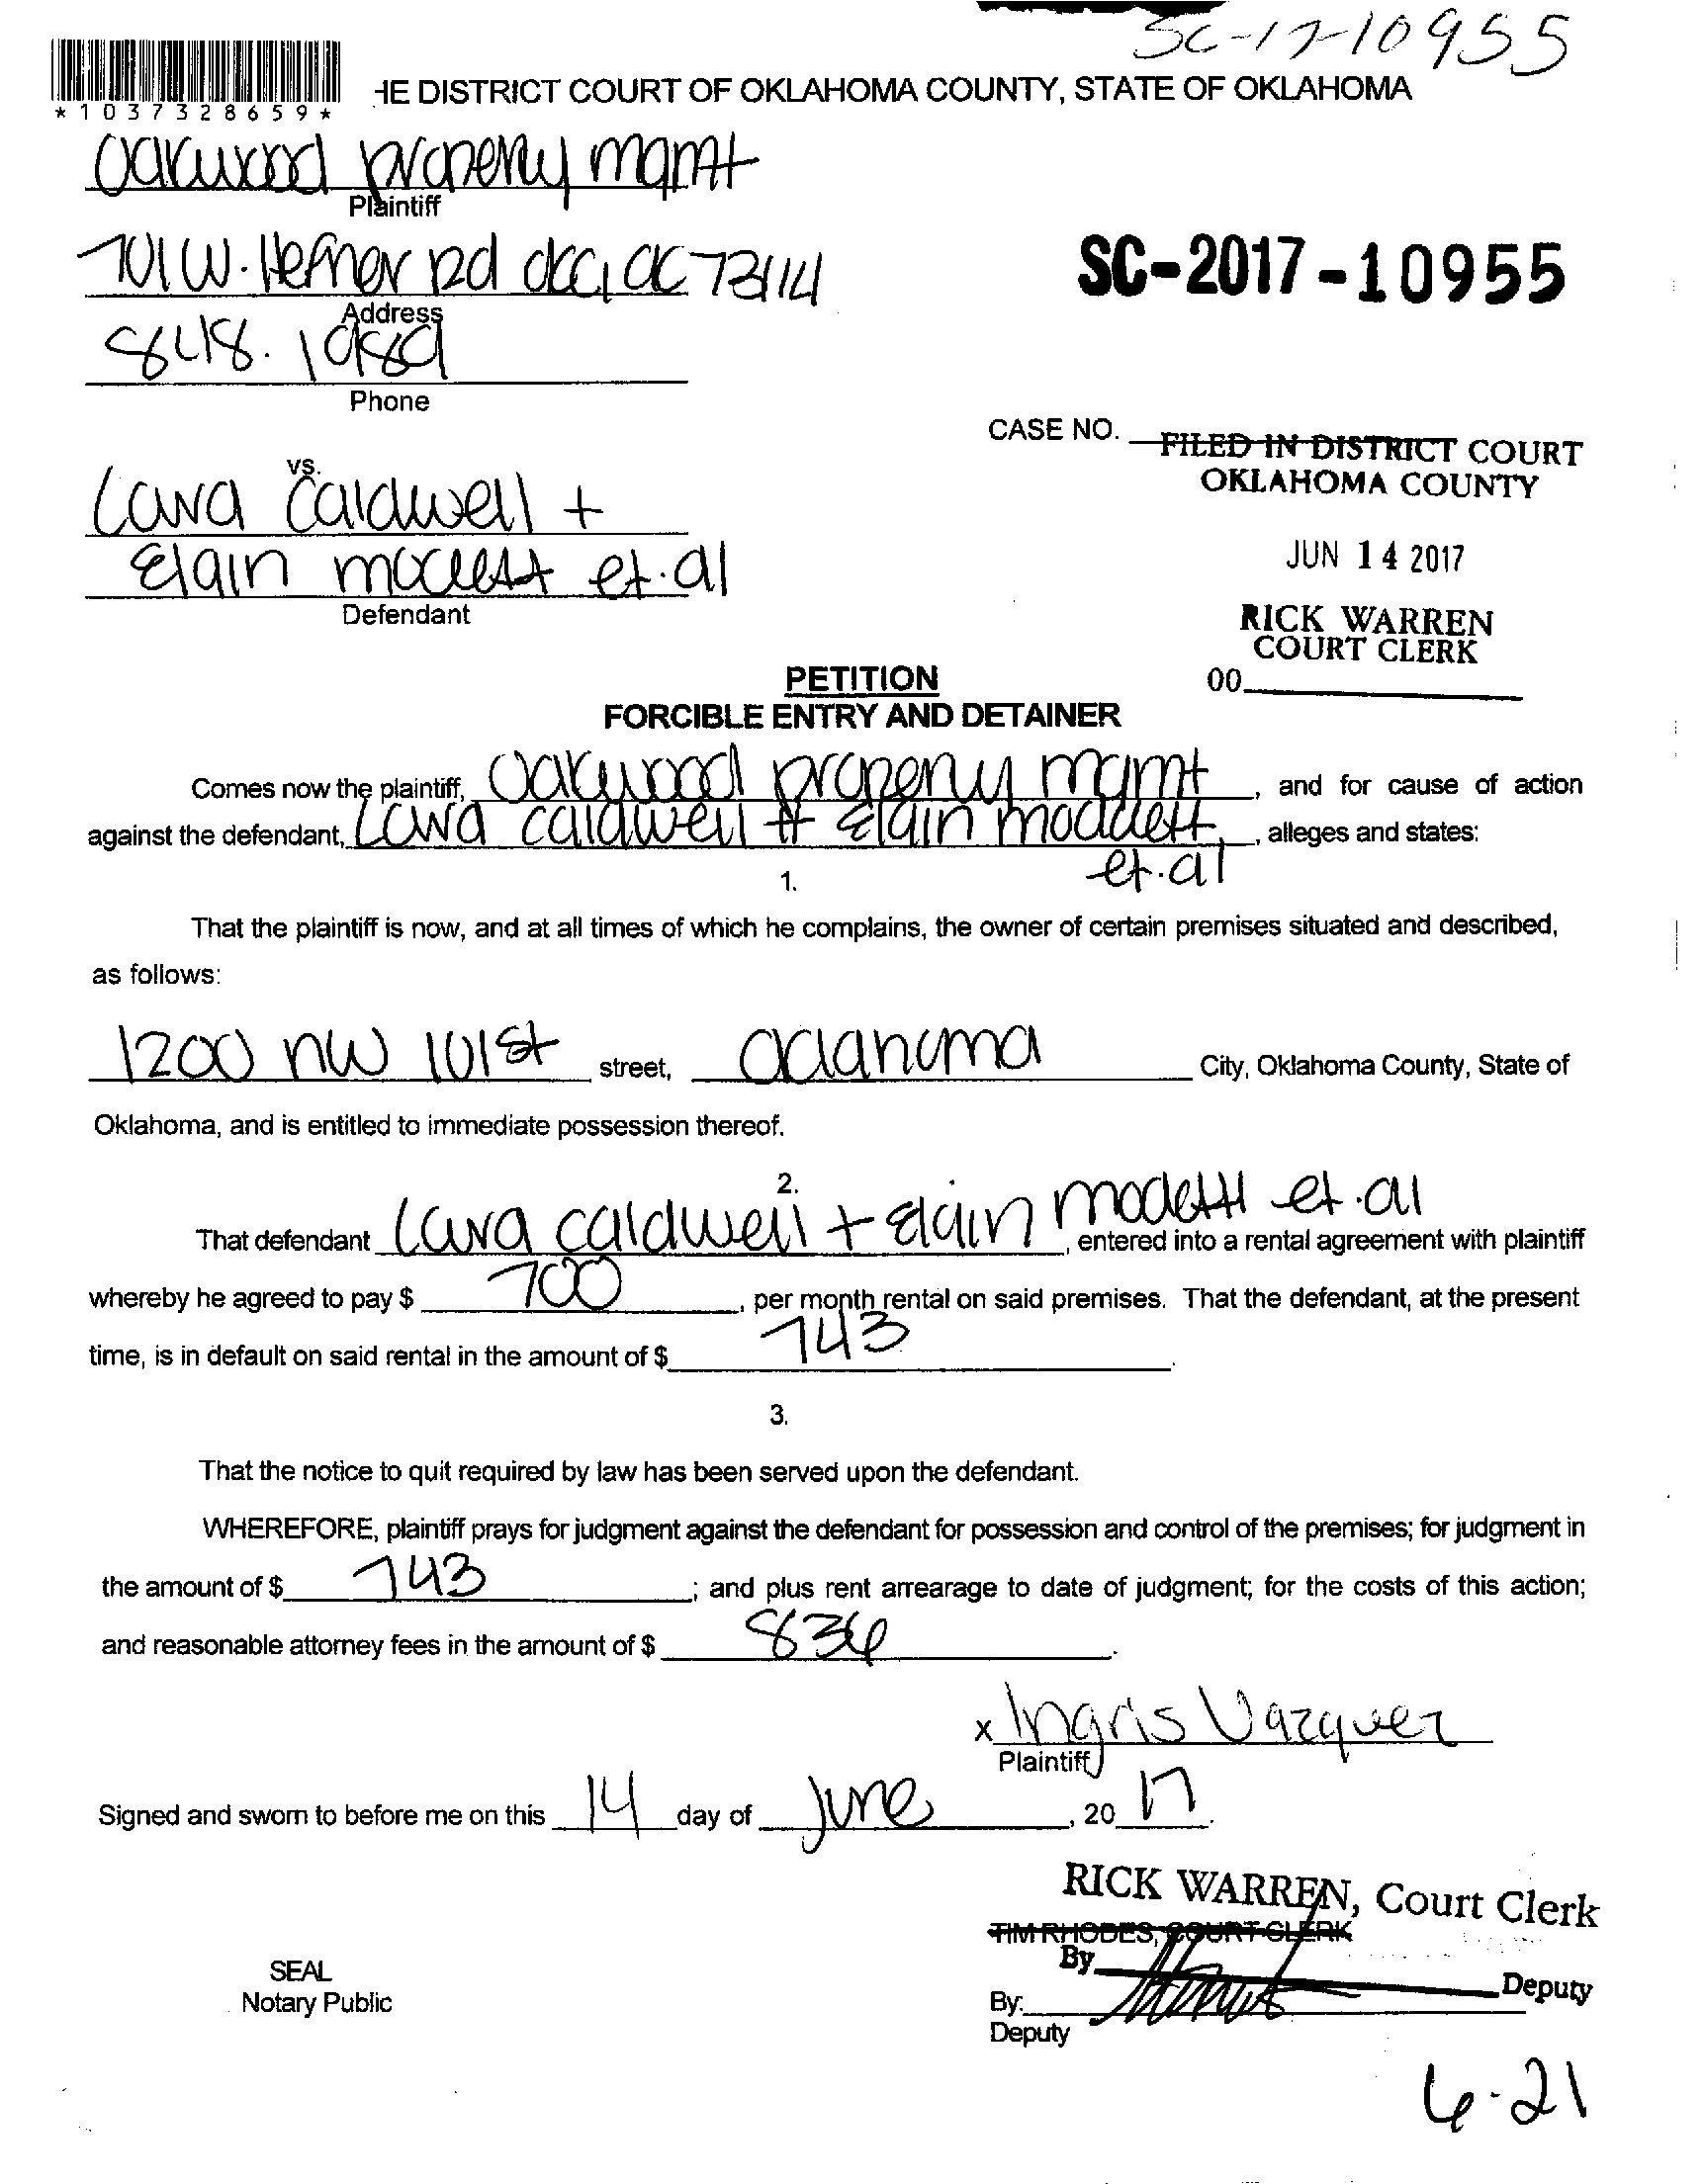 SC-17-10955
*1037328659*
HE DISTRICT COURT OF OKLAHOMA COUNTY, STATE OF OKLAHOMA
Oakwood property mgmt
Plaintiff
701 W. Hefner Rd OKC, OK 73114
Address
848.1989
Phone
SC-2017-10955
CASE NO.
FILED IN DISTRICT COURT
OKLAHOMA COUNTY
JUN 14 2017
RICK WARREN
COURT CLERK
00
vs.
Lawra Caldwell +
Elain et.al
Defendant
PETITION
FORCIBLE ENTRY AND DETAINER
Comes now the plaintiff, Oakwood property mgmt, and for cause of action
against the defendant, caldwell + Elain moddett, alleges and states:
et.al
1.
That the plaintiff is now, and at all times of which he complains, the owner of certain premises situated and described,
as follows:
1200 NW 101st street, Oklahoma City, Oklahoma County, State of
Oklahoma, and is entitled to immediate possession thereof.
2.
That defendant caldwell + Elain et.al, entered into a rental agreement with plaintiff
whereby he agreed to pay $ 700, per month rental on said premises. That the defendant, at the present
time, is in default on said rental in the amount of $ 743.
3.
That the notice to quit required by law has been served upon the defendant.
WHEREFORE, plaintiff prays for judgment against the defendant for possession and control of the premises; for judgment in
the amount of $ 743; and plus rent arrearage to date of judgment; for the costs of this action;
and reasonable attorney fees in the amount of $ 836.
x Ingris Vazquez
Plaintiff
Signed and sworn to before me on this 14 day of June, 20 17.
RICK WARREN, Court Clerk
TIM RHODES, COURT CLERK
By Deputy
SEAL
Notary Public
By:
Deputy
6-21